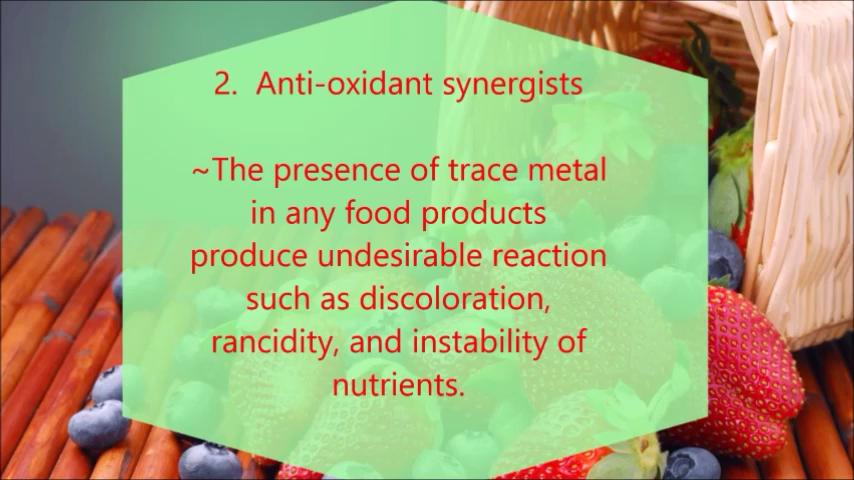 2. Anti-oxidant synergists
~The presence of trace metal
in any food products
produce undesirable reaction
such as discoloration,
rancidity, and instability of
nutrients.